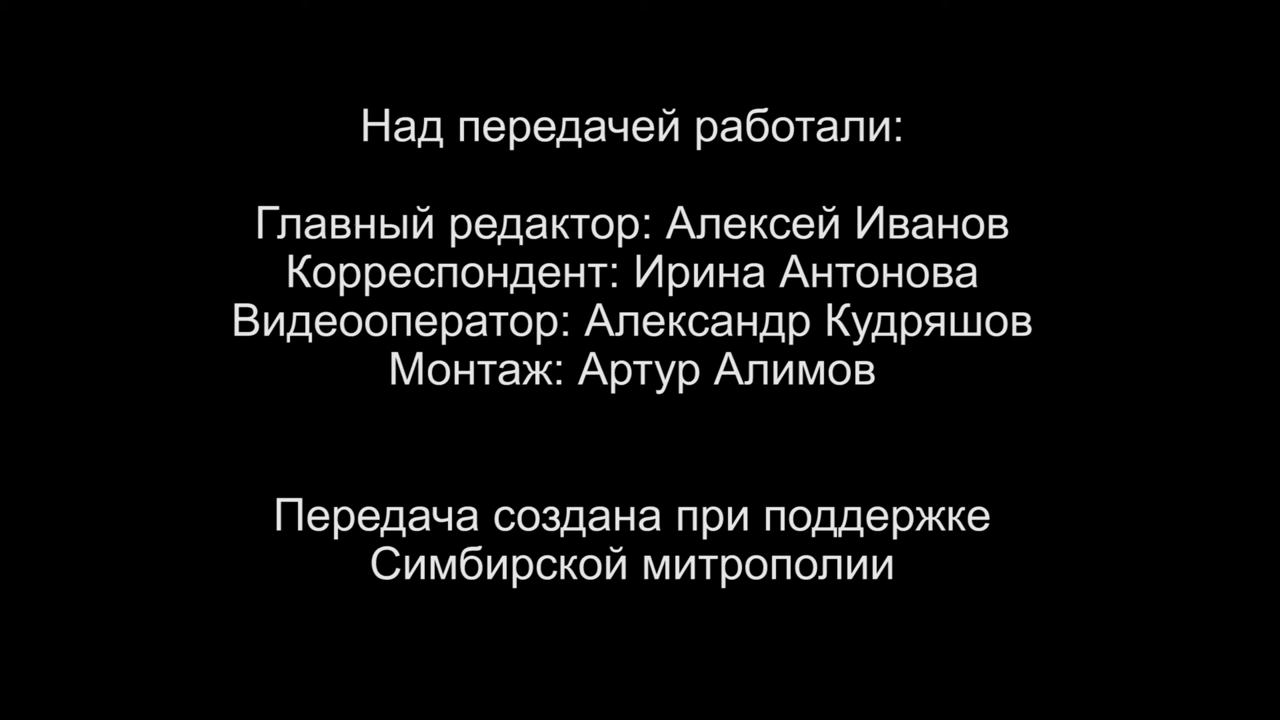 Над передачей работали:
Главный редактор: Алексей Иванов
Корреспондент: Ирина Антонова
Видеооператор: Александр Кудряшов
Монтаж: Артур Алимов
Передача создана при поддержке
Симбирской митрополии